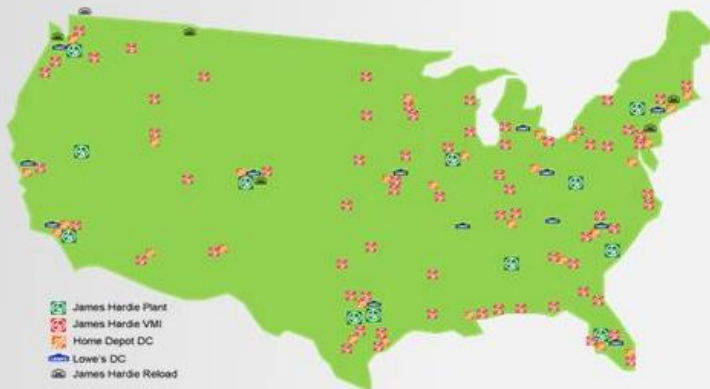 James Hardie Plant
James Hardie VMI
Home Depot DC
Lowe's DC
James Hardie Reload